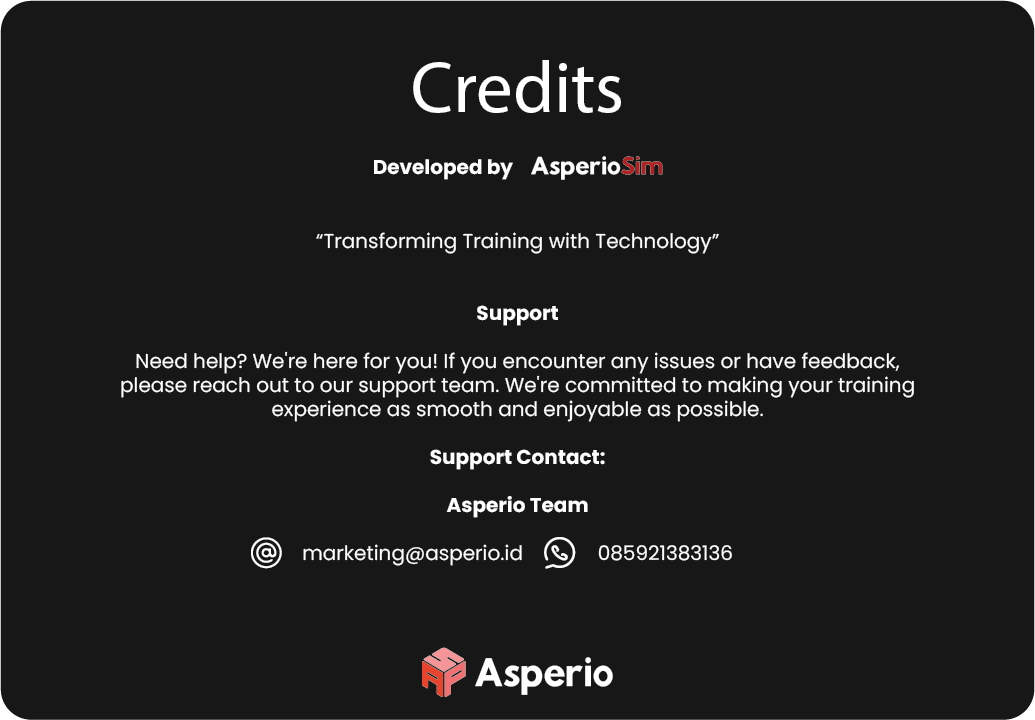 Credits
Developed by AsperioSim
“Transforming Training with Technology”
Support
Need help? We're here for you! If you encounter any issues or have feedback,
please reach out to our support team. We're committed to making your training
experience as smooth and enjoyable as possible.
Support Contact:
Asperio Team
marketing@asperio.id 085921383136
Asperio